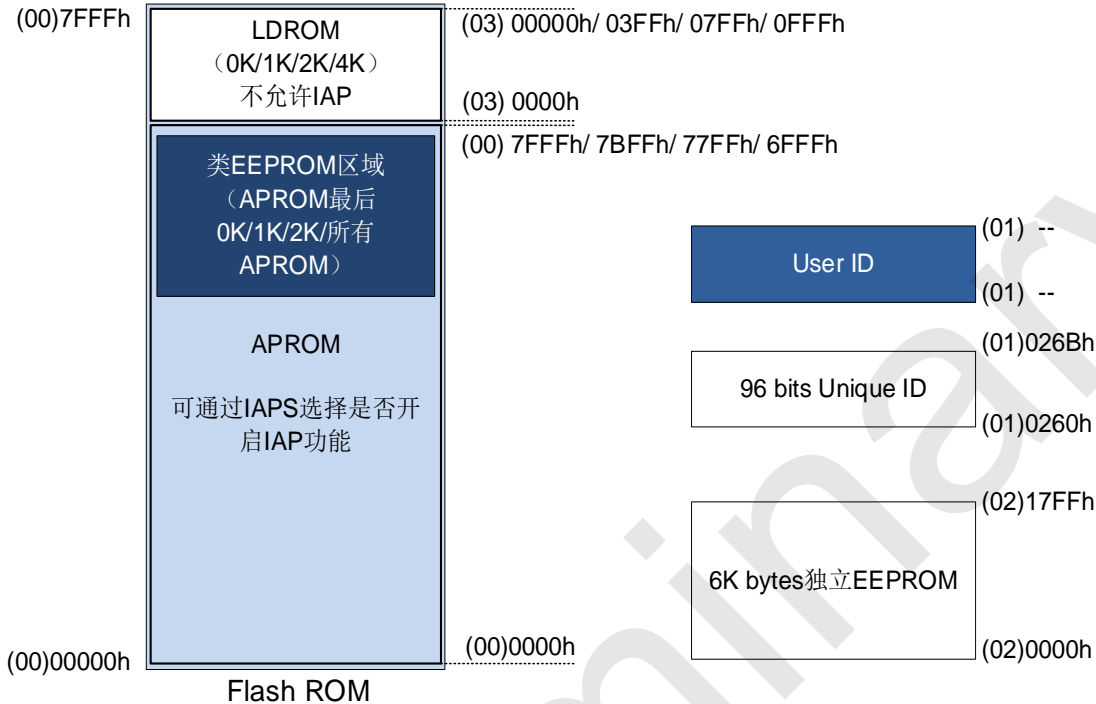 (00)7FFFh
LDROM
（0K/1K/2K/4K）
不允许IAP
(03) 00000h/ 03FFh/ 07FFh/ 0FFFh
(03) 0000h
(00) 7FFFh/ 7BFFh/ 77FFh/ 6FFFh
类EEPROM区域
（APROM最后
0K/1K/2K/所有
APROM）
APROM
可通过IAPS选择是否开
启IAP功能
(00)00000h
(00)0000h
Flash ROM
(01) --
User ID
(01) --
(01)026Bh
96 bits Unique ID
(01)0260h
(02)17FFh
6K bytes独立EEPROM
(02)0000h
minary